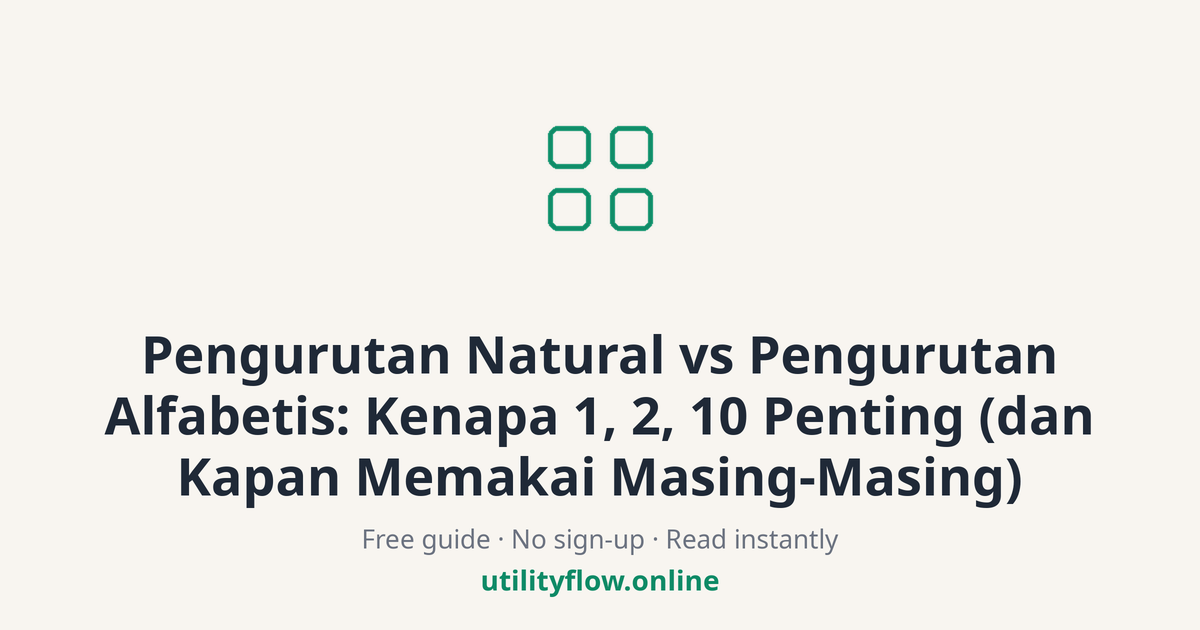 Pengurutan Natural vs Pengurutan
Alfabetis: Kenapa 1, 2, 10 Penting (dan
Kapan Memakai Masing-Masing)
Free guide · No sign-up · Read instantly
utilityflow.online